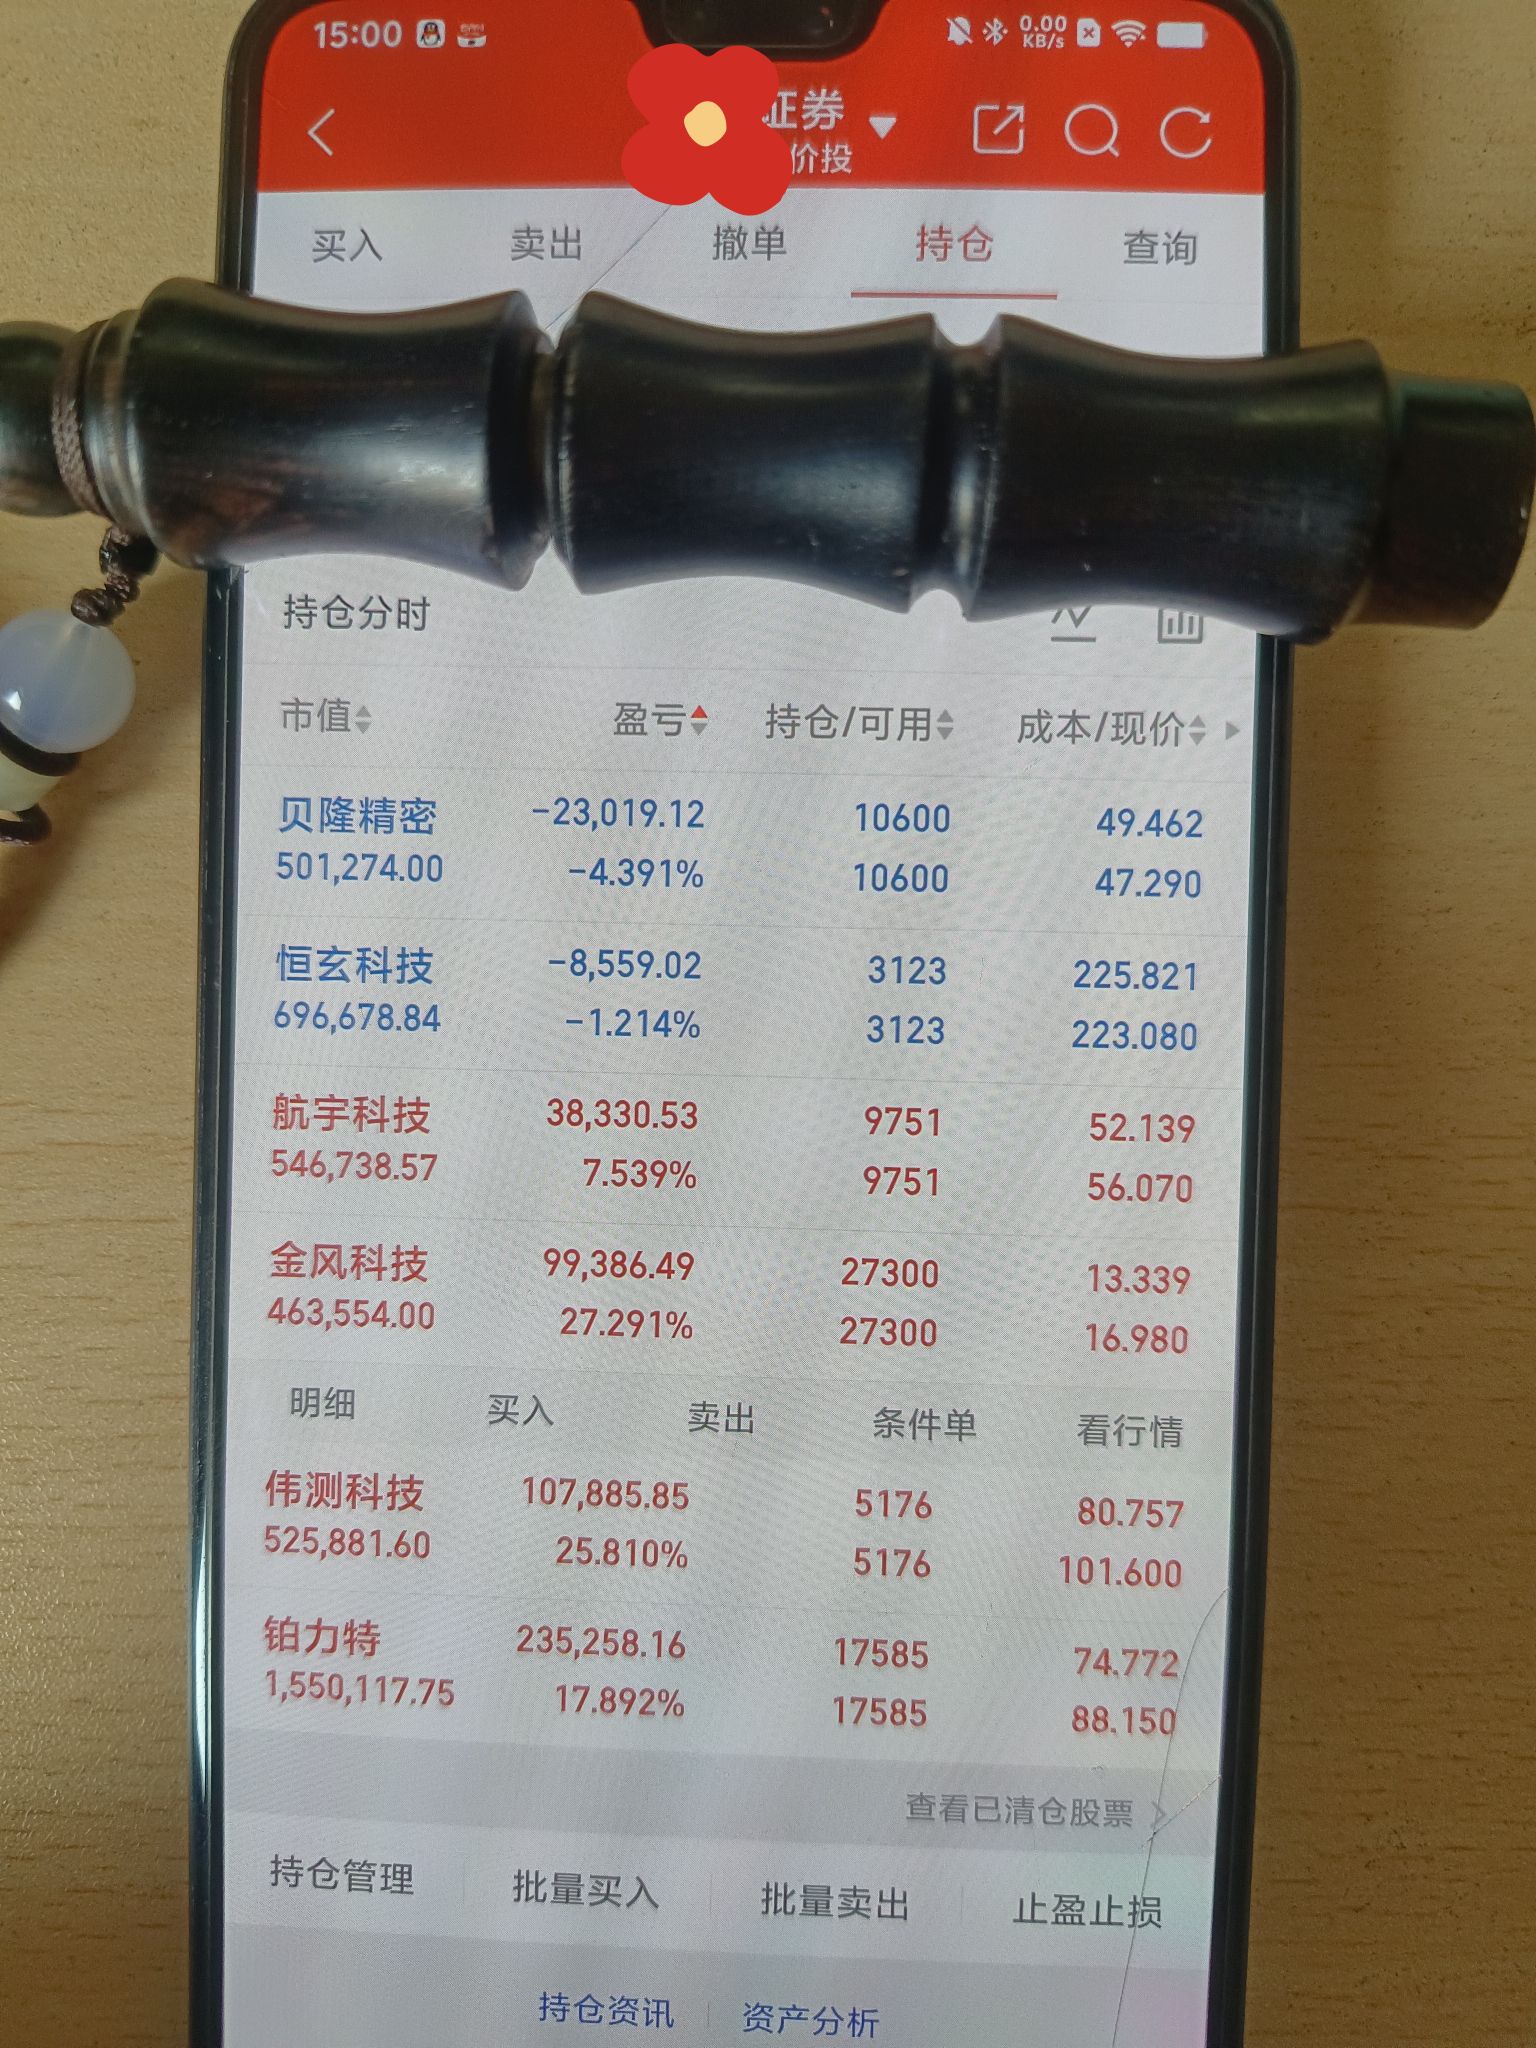 15:00
0.00
KB/s
证券
价投
买入 卖出 撤单 持仓 查询
持仓分时
市值 盈亏 持仓/可用 成本/现价
贝隆精密 -23,019.12 10600 49.462
501,274.00 -4.391% 10600 47.290
恒玄科技 -8,559.02 3123 225.821
696,678.84 -1.214% 3123 223.080
航宇科技 38,330.53 9751 52.139
546,738.57 7.539% 9751 56.070
金风科技 99,386.49 27300 13.339
463,554.00 27.291% 27300 16.980
明细 买入 卖出 条件单 看行情
伟测科技 107,885.85 5176 80.757
525,881.60 25.810% 5176 101.600
铂力特 235,258.16 17585 74.772
1,550,117.75 17.892% 17585 88.150
查看已清仓股票
持仓管理 批量买入 批量卖出 止盈止损
持仓资讯 资产分析